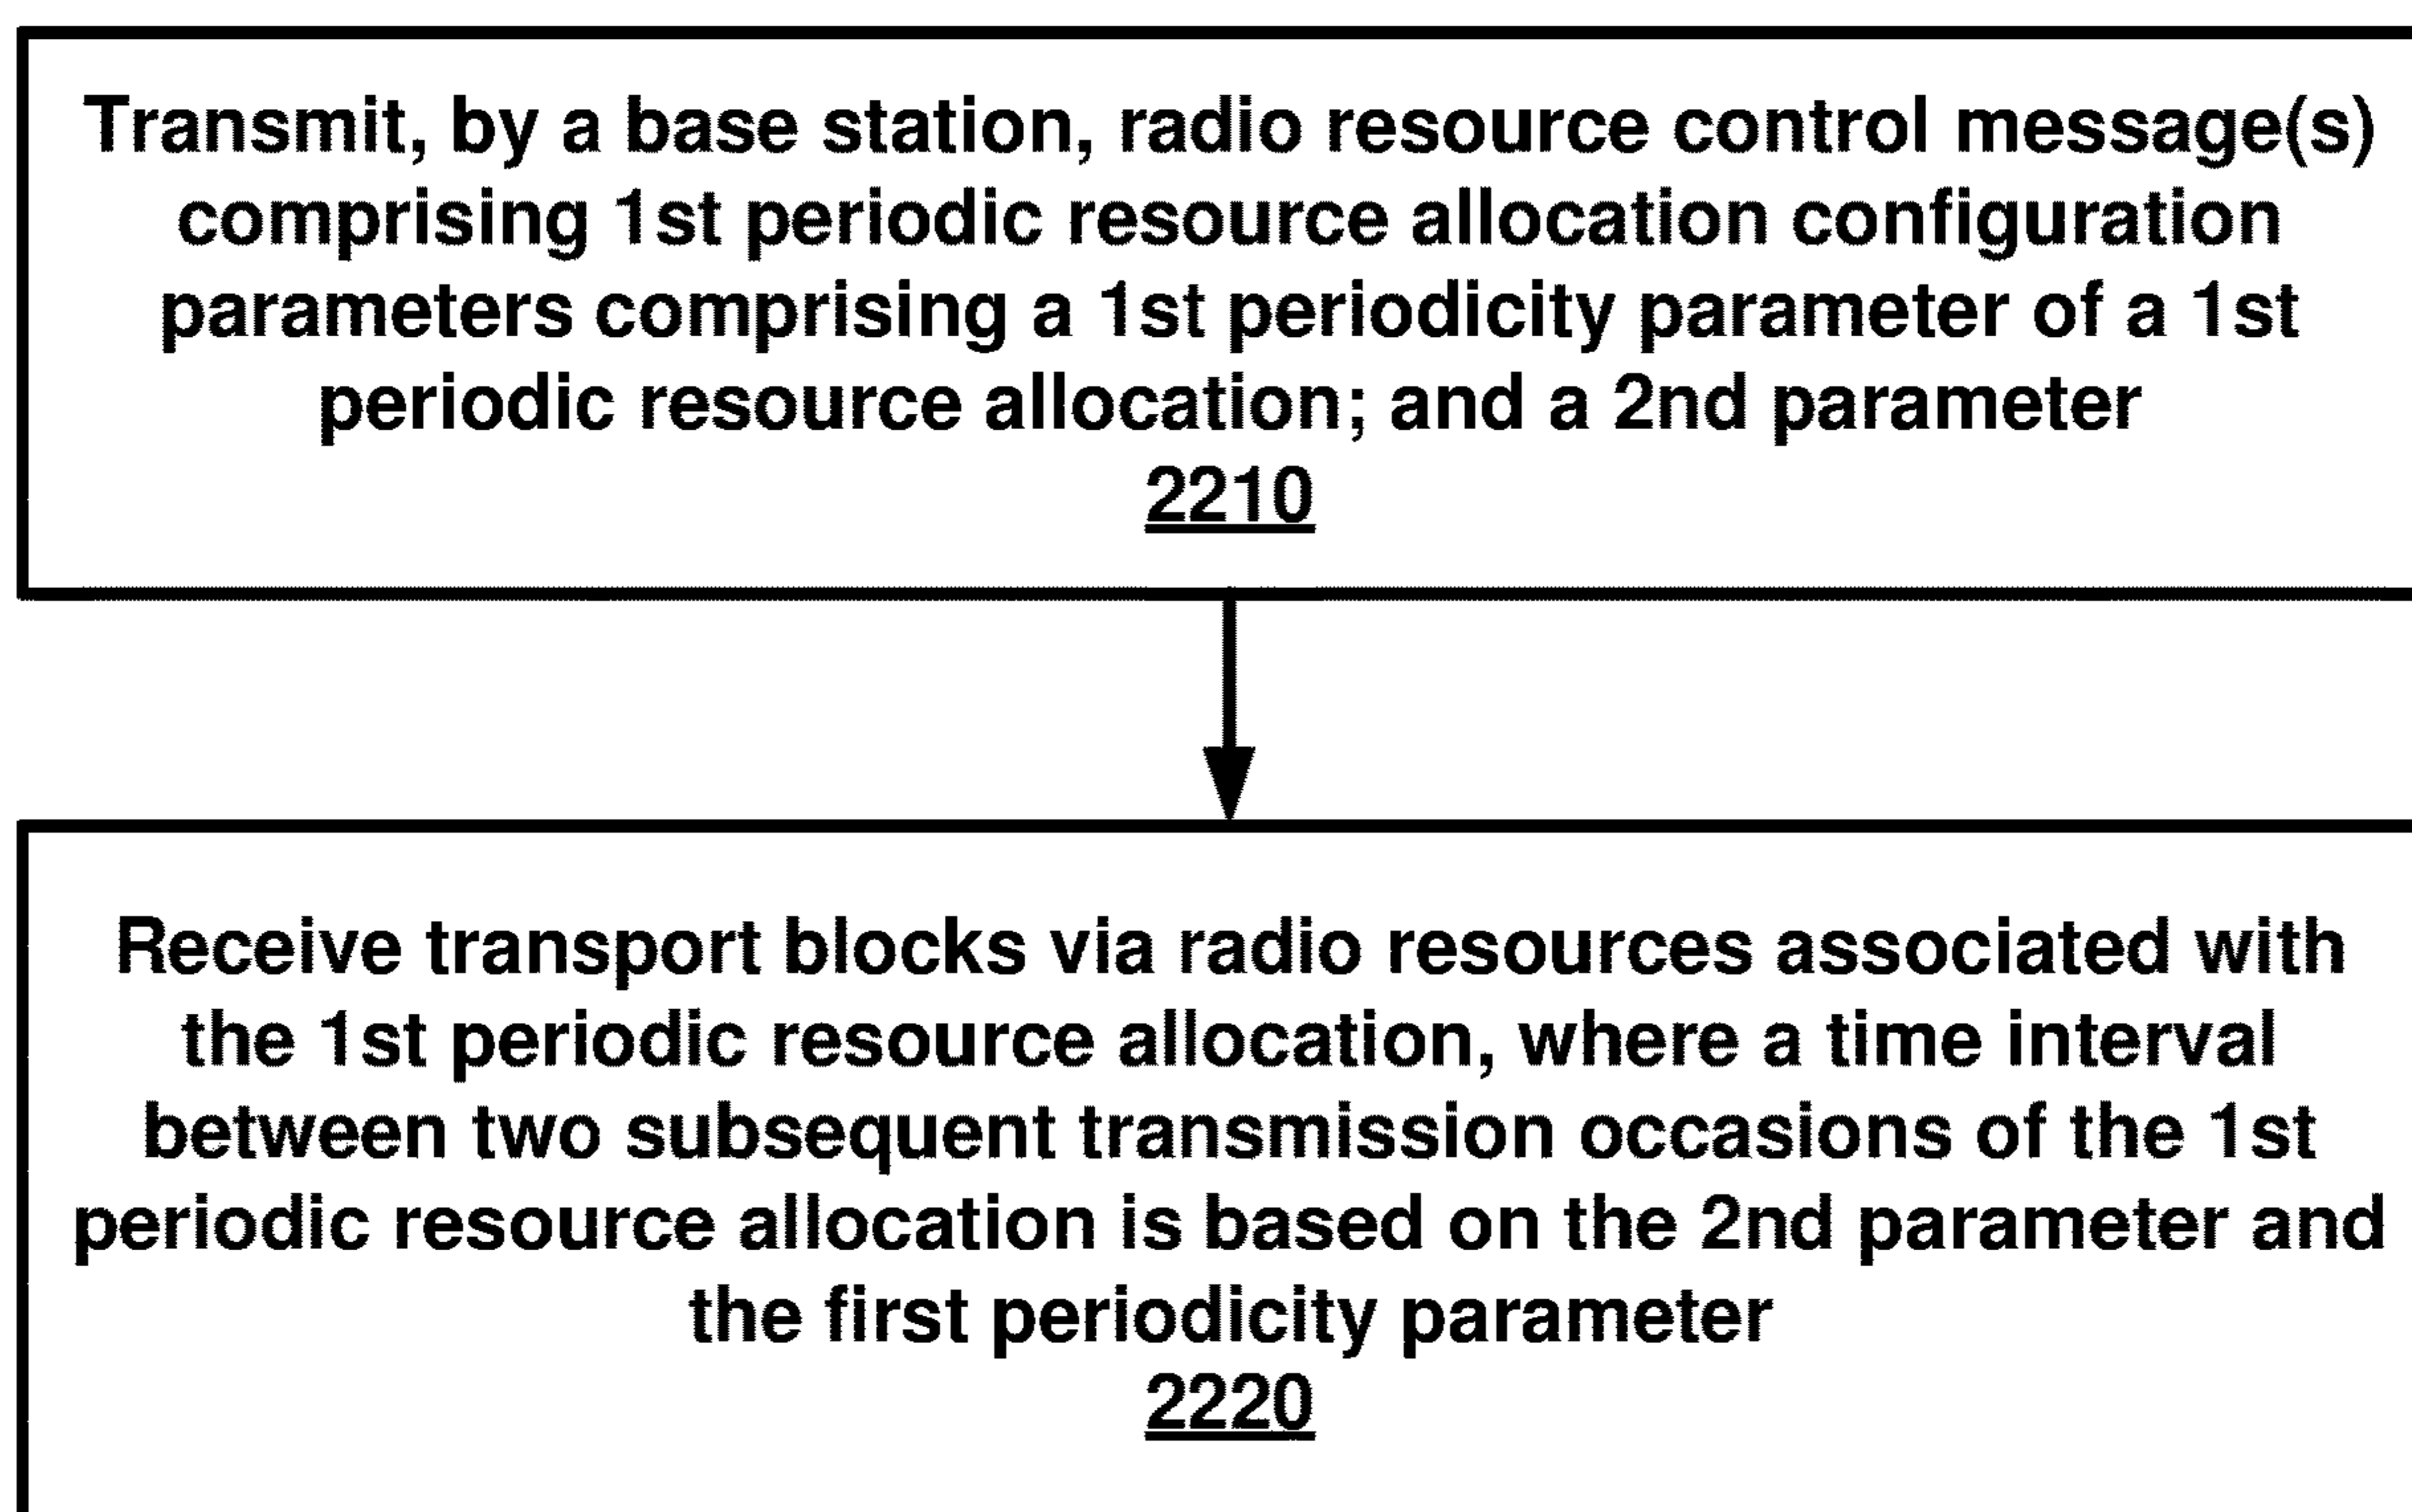 Transmit, by a base station, radio resource control message(s)
comprising 1st periodic resource allocation configuration
parameters comprising a 1st periodicity parameter of a 1st
periodic resource allocation; and a 2nd parameter
2210
Receive transport blocks via radio resources associated with
the 1st periodic resource allocation, where a time interval
between two subsequent transmission occasions of the 1st
periodic resource allocation is based on the 2nd parameter and
the first periodicity parameter
2220